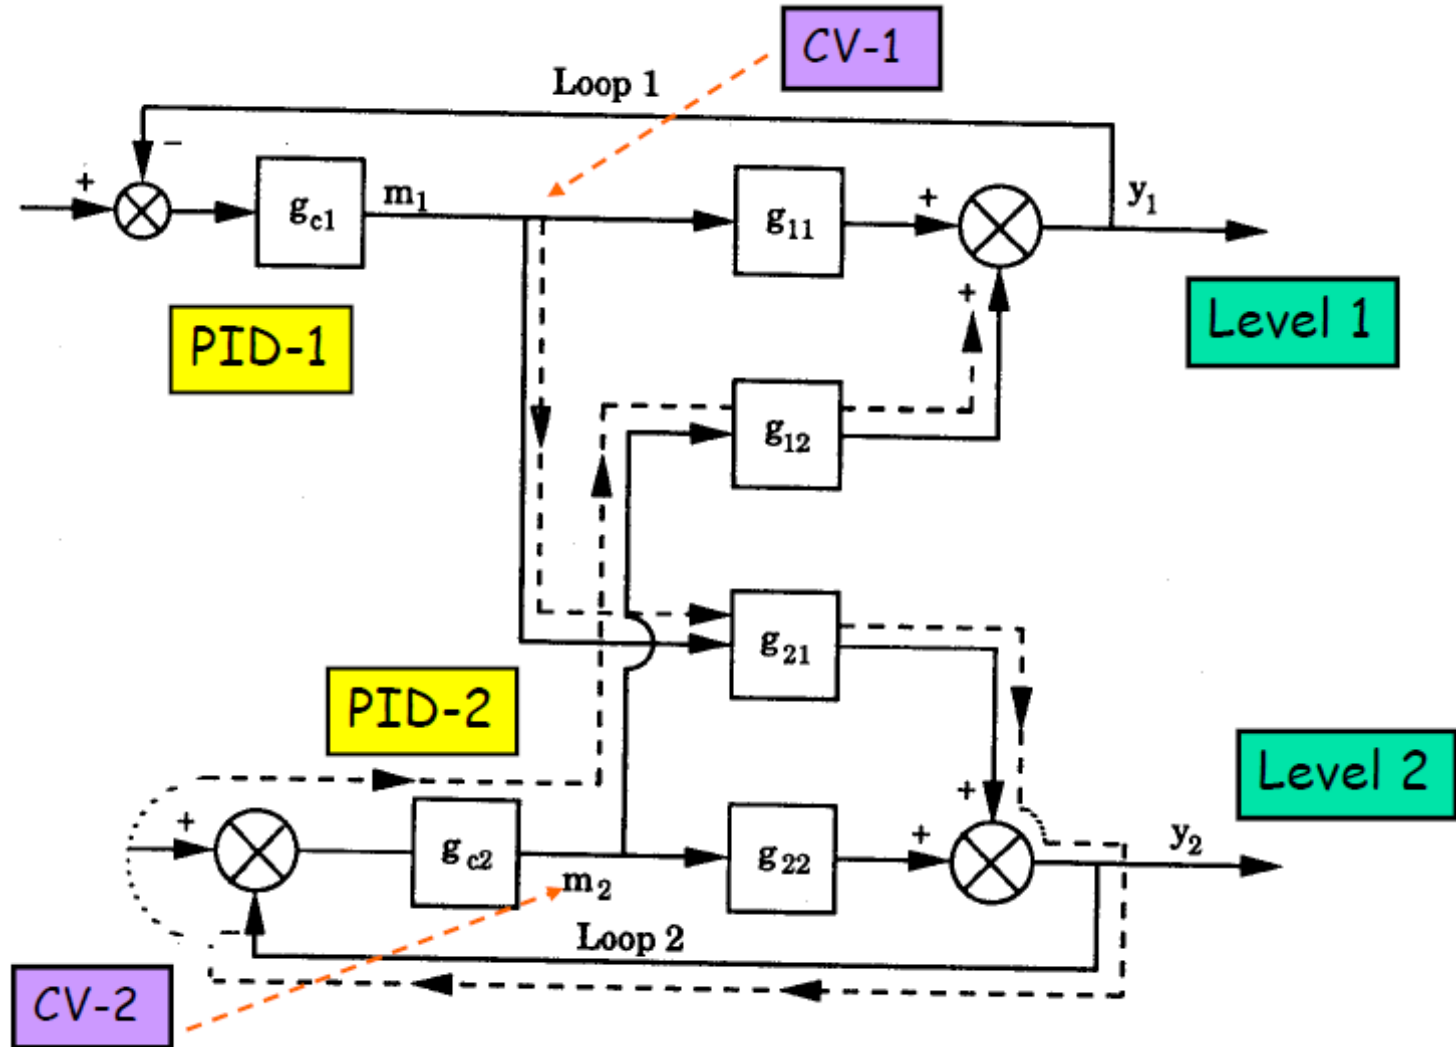 CV-1
Loop 1
−
+
g_c1
m_1
g_11
+
y_1
+
PID-1
Level 1
g_12
g_21
PID-2
Level 2
+
g_c2
m_2
g_22
+
+
y_2
−
Loop 2
CV-2